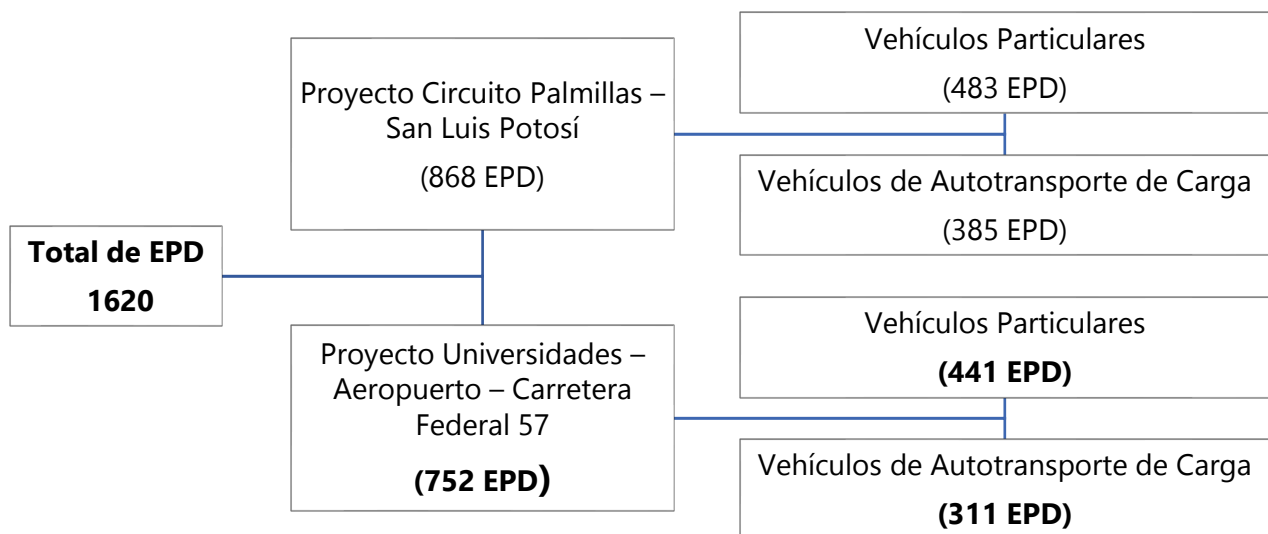 Total de EPD
1620
Proyecto Circuito Palmillas –
San Luis Potosí
(868 EPD)
Vehículos Particulares
(483 EPD)
Vehículos de Autotransporte de Carga
(385 EPD)
Proyecto Universidades –
Aeropuerto – Carretera
Federal 57
(752 EPD)
Vehículos Particulares
(441 EPD)
Vehículos de Autotransporte de Carga
(311 EPD)